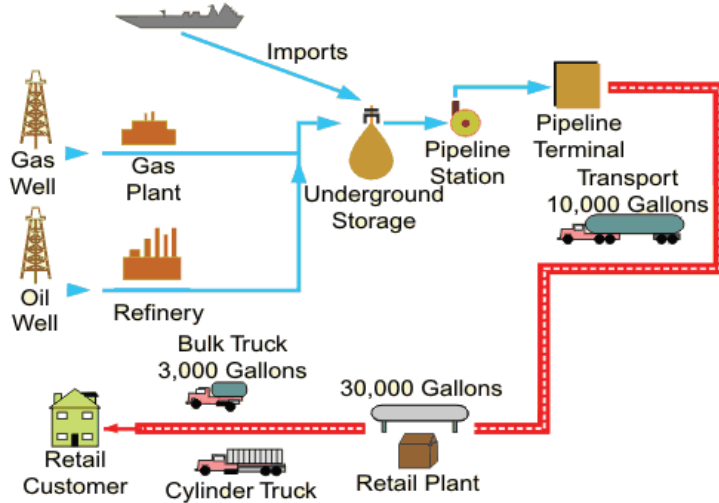 Imports
Gas
Well
Gas
Plant
Underground
Storage
Pipeline
Station
Pipeline
Terminal
Transport
10,000 Gallons
Oil
Well
Refinery
Bulk Truck
3,000 Gallons
30,000 Gallons
Retail
Customer
Cylinder Truck
Retail Plant